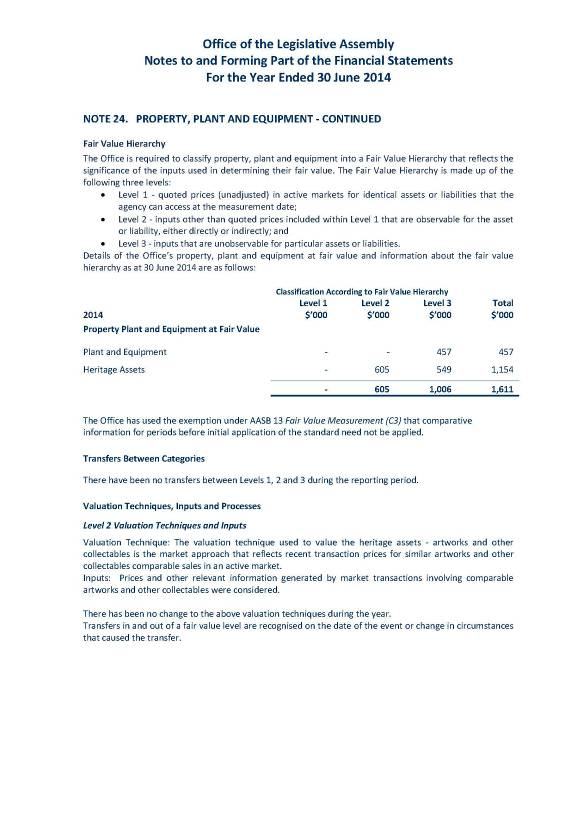 Office of the Legislative Assembly
Notes to and Forming Part of the Financial Statements
For the Year Ended 30 June 2014
NOTE 24. PROPERTY, PLANT AND EQUIPMENT - CONTINUED
Fair Value Hierarchy
The Office is required to classify property, plant and equipment into a Fair Value Hierarchy that reflects the
significance of the inputs used in determining their fair value. The Fair Value Hierarchy is made up of the
following three levels:
• Level 1 - quoted prices (unadjusted) in active markets for identical assets or liabilities that the
agency can access at the measurement date;
• Level 2 - inputs other than quoted prices included within Level 1 that are observable for the asset
or liability, either directly or indirectly; and
• Level 3 - inputs that are unobservable for particular assets or liabilities.
Details of the Office's property, plant and equipment at fair value and information about the fair value
hierarchy as at 30 June 2014 are as follows:
Classification According to Fair Value Hierarchy
Level 1 Level 2 Level 3 Total
2014 $'000 $'000 $'000 $'000
Property Plant and Equipment at Fair Value
Plant and Equipment - - 457 457
Heritage Assets - 605 549 1,154
- 605 1,006 1,611
The Office has used the exemption under AASB 13 Fair Value Measurement (C3) that comparative
information for periods before initial application of the standard need not be applied.
Transfers Between Categories
There have been no transfers between Levels 1, 2 and 3 during the reporting period.
Valuation Techniques, Inputs and Processes
Level 2 Valuation Techniques and Inputs
Valuation Technique: The valuation technique used to value the heritage assets - artworks and other
collectables is the market approach that reflects recent transaction prices for similar artworks and other
collectables comparable sales in an active market.
Inputs: Prices and other relevant information generated by market transactions involving comparable
artworks and other collectables were considered.
There has been no change to the above valuation techniques during the year.
Transfers in and out of a fair value level are recognised on the date of the event or change in circumstances
that caused the transfer.